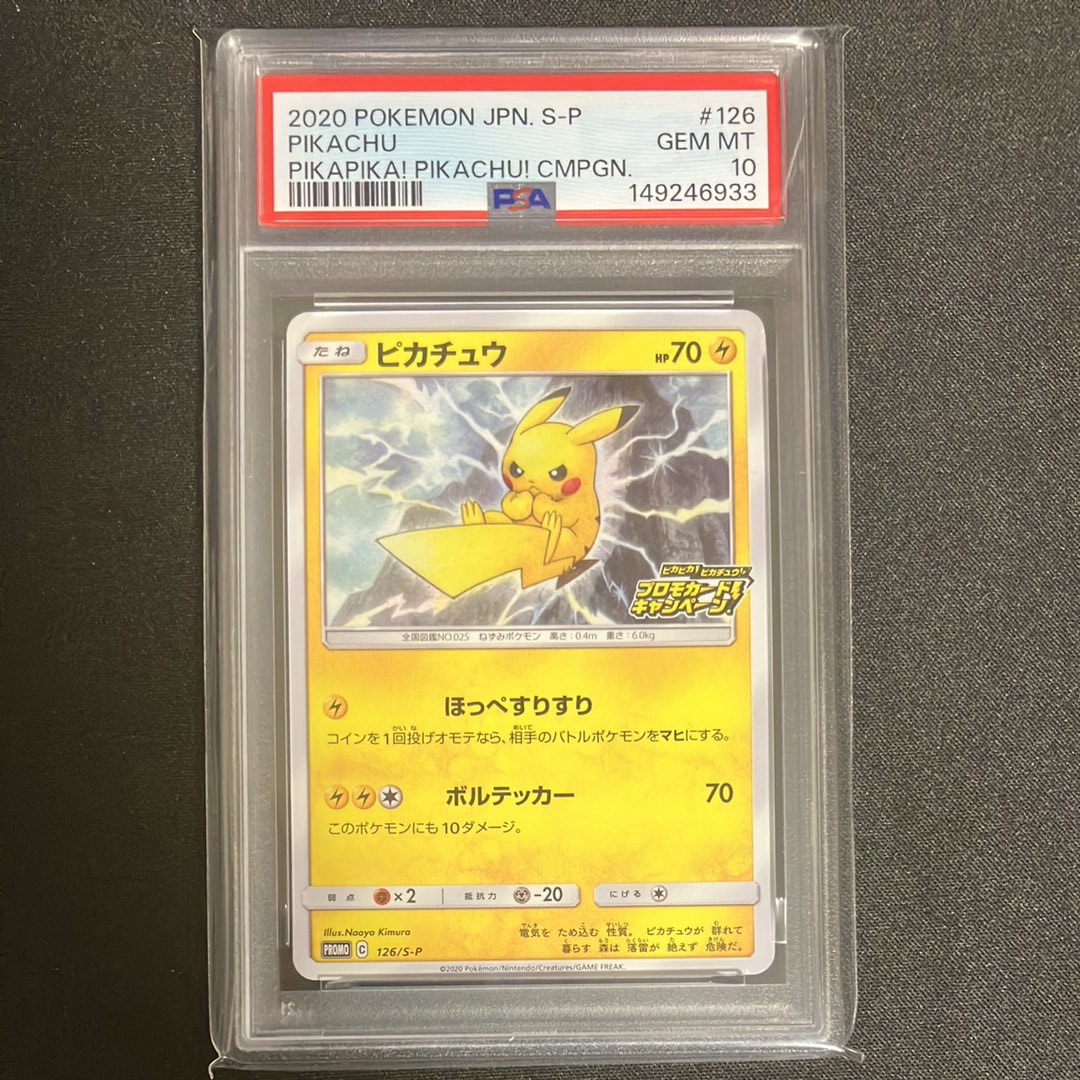 2020 POKEMON JPN. S-P #126
PIKACHU GEM MT
PIKAPIKA! PIKACHU! CMPGN. 10
PSA 149246933
たね ピカチュウ HP70
ピカピカ!ピカチュウ!
プロモカード
キャンペーン!
全国図鑑NO.025 ねずみポケモン 高さ:0.4m 重さ:6.0kg
ほっぺすりすり
コインを1回投げオモテなら、相手のバトルポケモンをマヒにする。
ボルテッカー 70
このポケモンにも10ダメージ。
弱点 ×2 抵抗力 -20 にげる
Illus.Naoyo Kimura
電気を ため込む 性質。 ピカチュウが 群れて
暮らす 森は 落雷が 絶えず 危険だ。
PROMO C 126/S-P
©2020 Pokémon/Nintendo/Creatures/GAME FREAK.